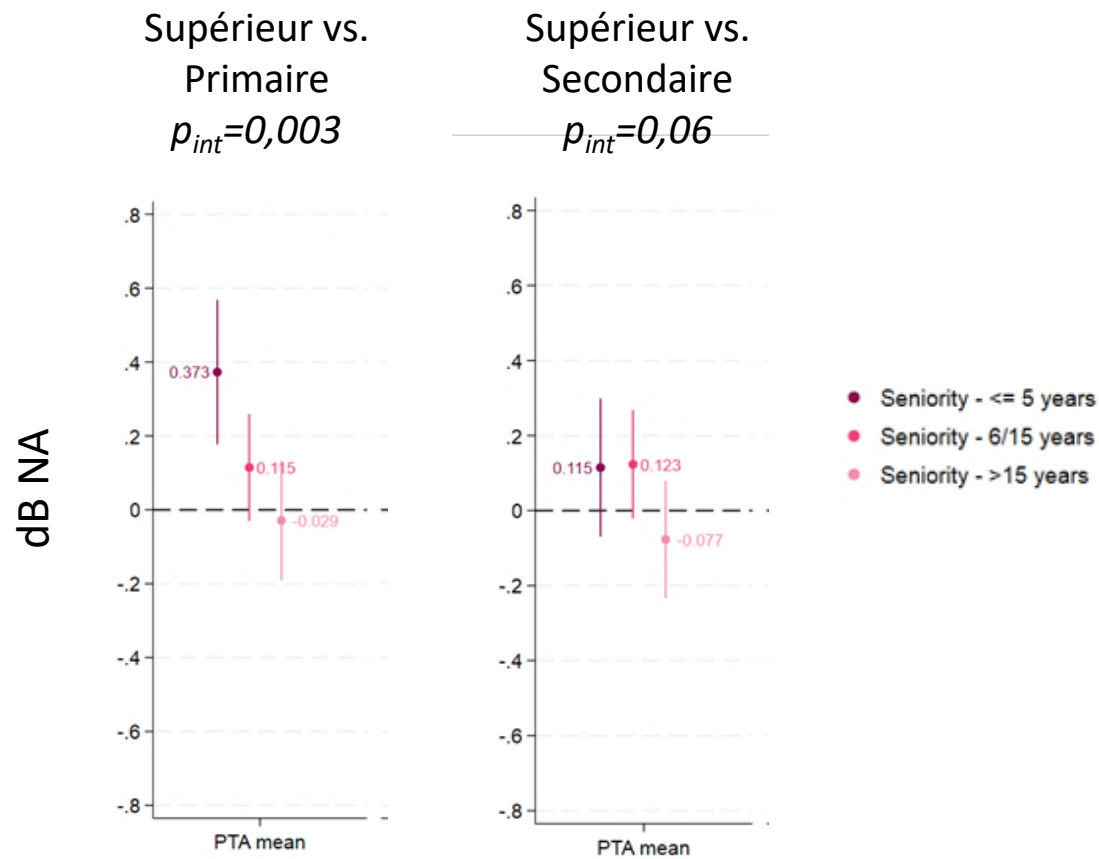 Supérieur vs.
Primaire
p_int=0,003
Supérieur vs.
Secondaire
p_int=0,06
dB NA
.8
.6
.4
.2
0
-.2
-.4
-.6
-.8
0.373
0.115
-0.029
PTA mean
.8
.6
.4
.2
0
-.2
-.4
-.6
-.8
0.115
0.123
-0.077
PTA mean
Seniority - <= 5 years
Seniority - 6/15 years
Seniority - >15 years